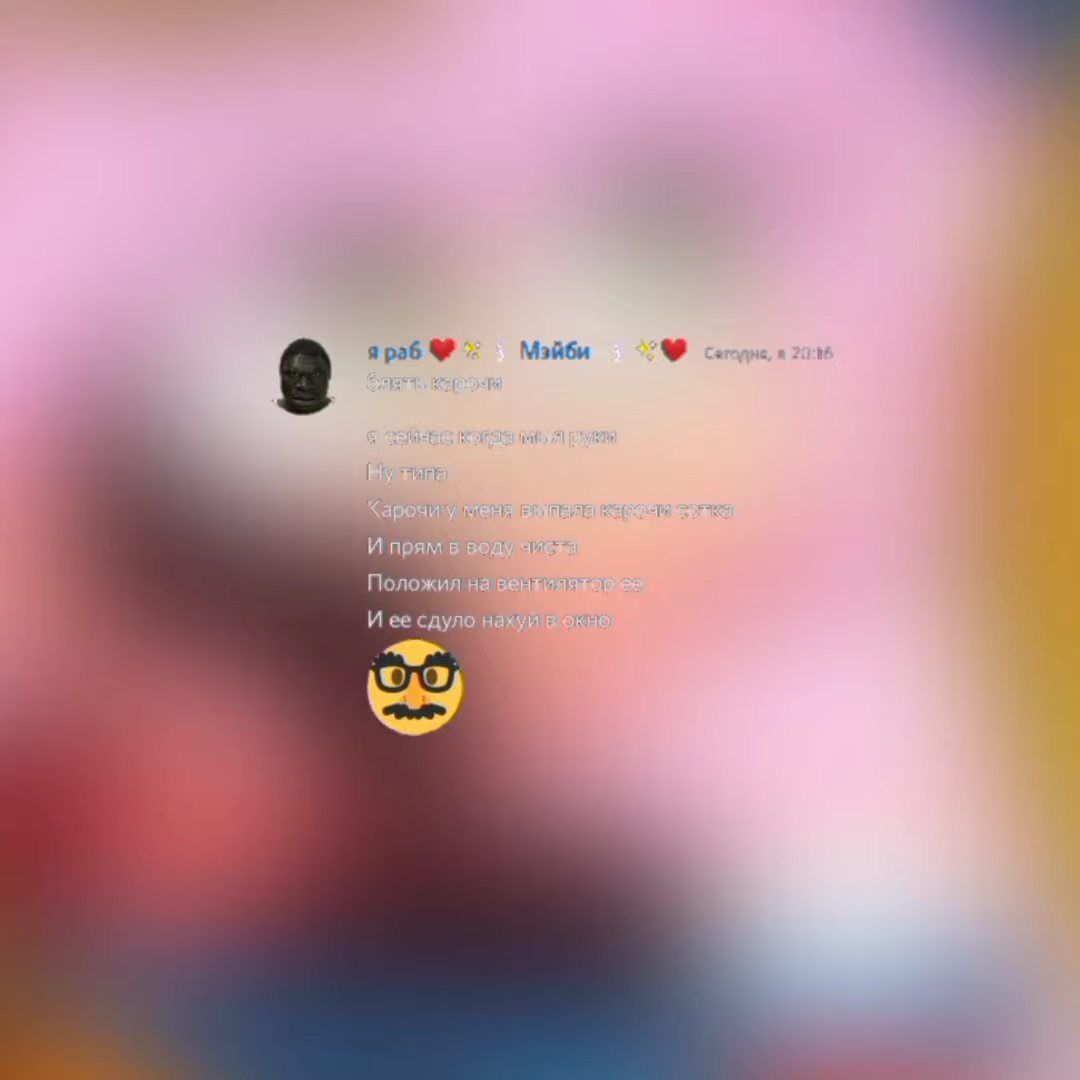 я раб ❤️✨ Мэйби ✨❤️ Сегодня, в 20:16
блять карочи
я сейчас когда мыл руки
Ну типа
Карочи у меня выпала карочи сотка
И прям в воду чиста
Положил на вентилятор ее
И ее сдуло нахуй в окно